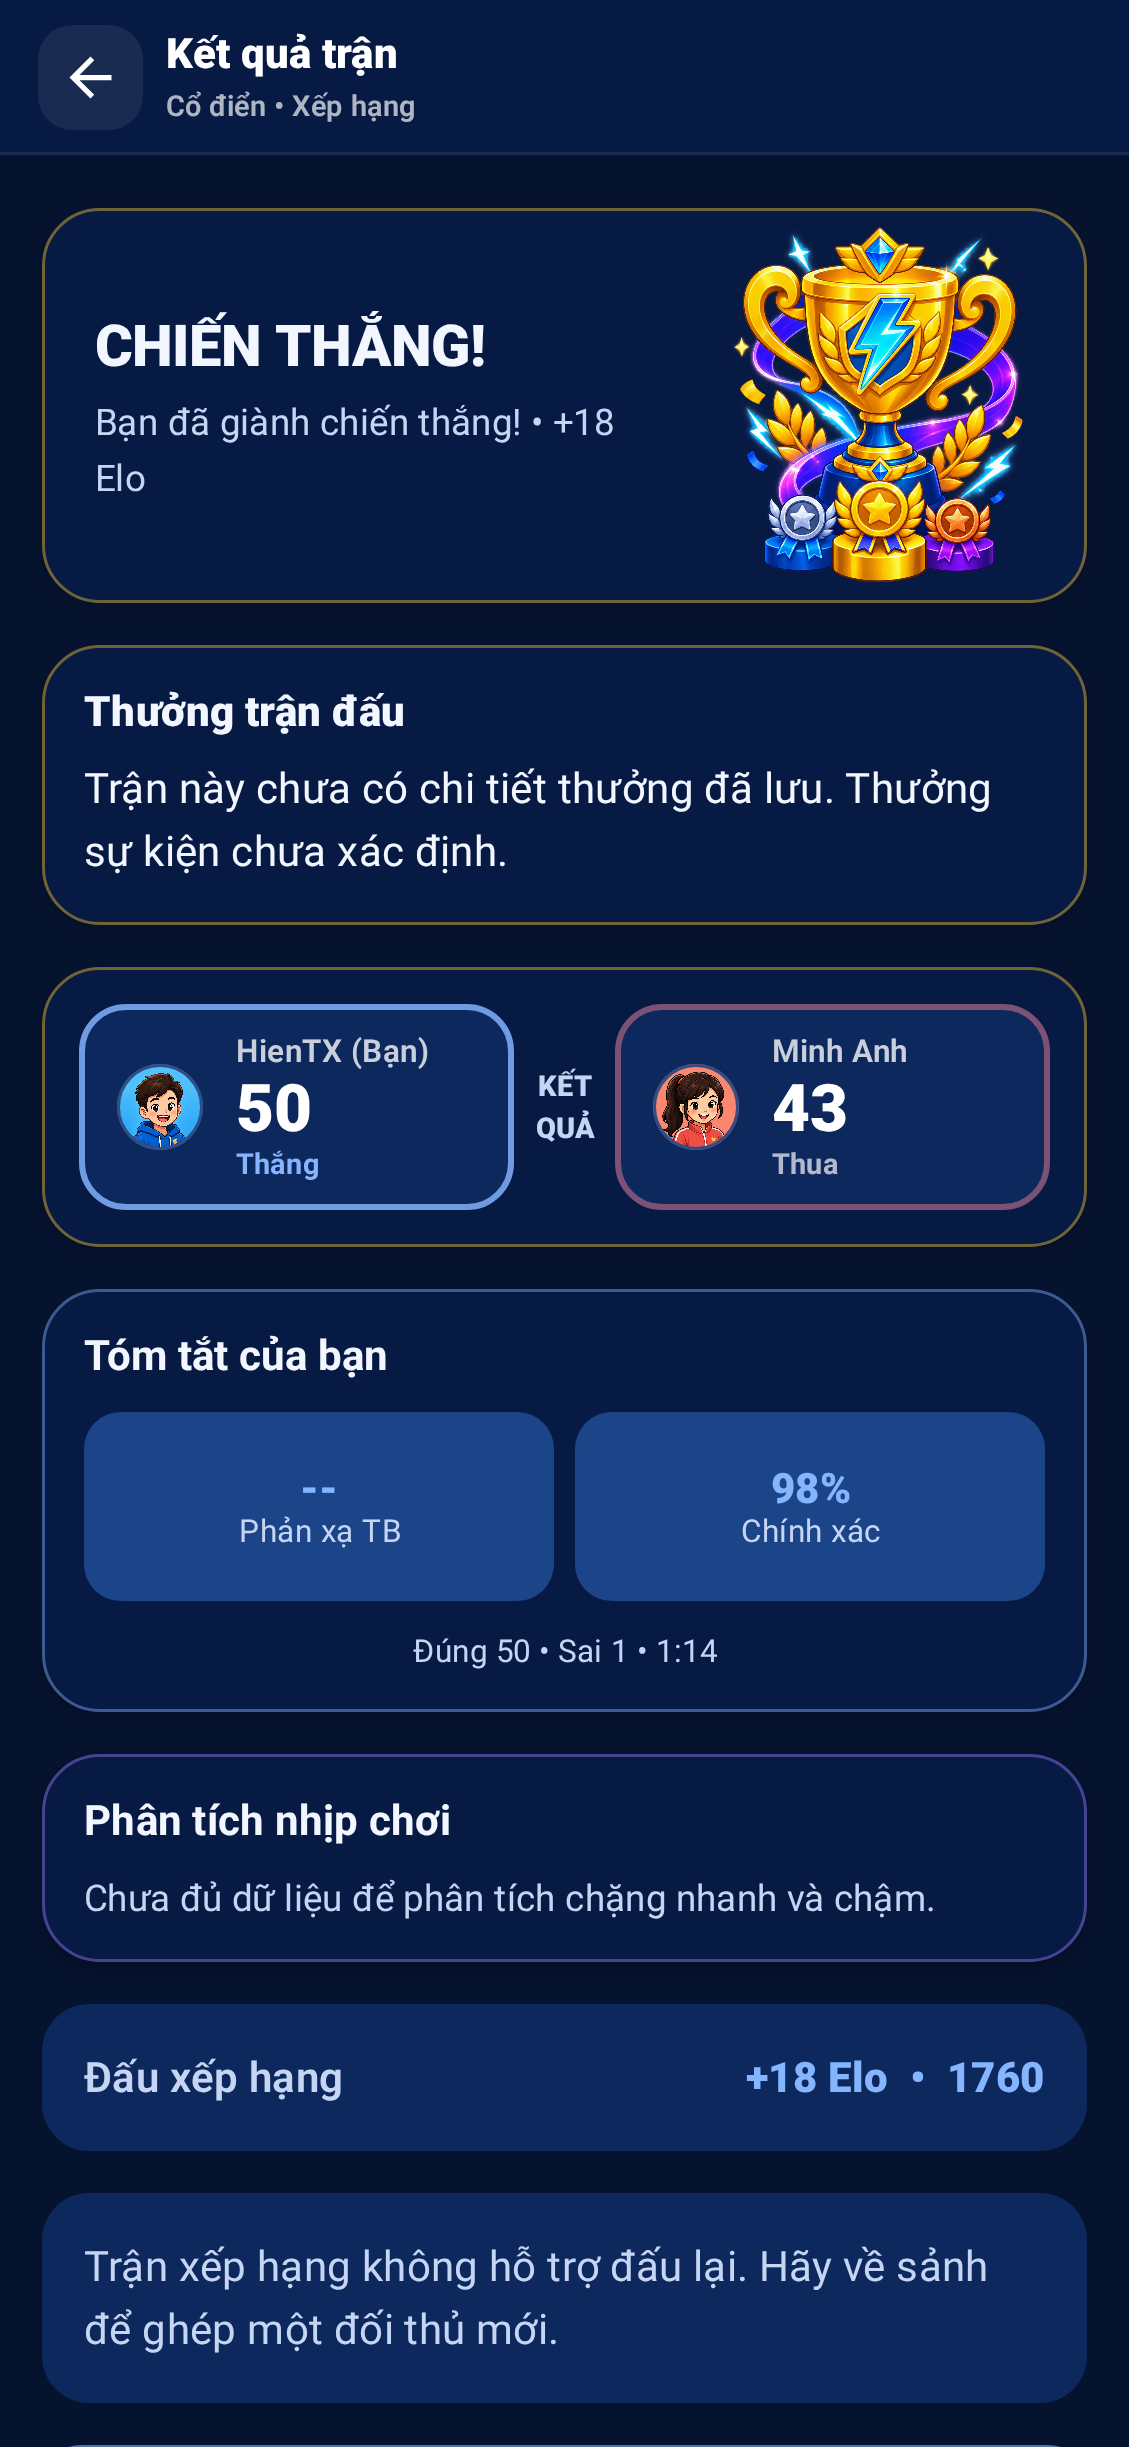 Kết quả trận
Cổ điển • Xếp hạng
CHIẾN THẮNG!
Bạn đã giành chiến thắng! • +18
Elo
Thưởng trận đấu
Trận này chưa có chi tiết thưởng đã lưu. Thưởng
sự kiện chưa xác định.
HienTX (Bạn)
50
Thắng
KẾT
QUẢ
Minh Anh
43
Thua
Tóm tắt của bạn
--
Phản xạ TB
98%
Chính xác
Đúng 50 • Sai 1 • 1:14
Phân tích nhịp chơi
Chưa đủ dữ liệu để phân tích chặng nhanh và chậm.
Đấu xếp hạng
+18 Elo • 1760
Trận xếp hạng không hỗ trợ đấu lại. Hãy về sảnh
để ghép một đối thủ mới.